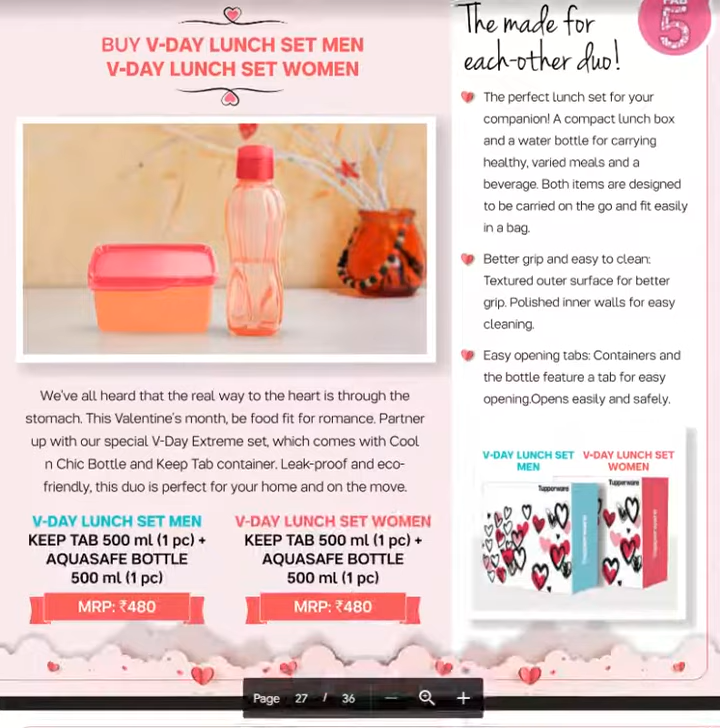 BUY V-DAY LUNCH SET MEN
V-DAY LUNCH SET WOMEN
We've all heard that the real way to the heart is through the
stomach. This Valentine's month, be food fit for romance. Partner
up with our special V-Day Extreme set, which comes with Cool
n Chic Bottle and Keep Tab container. Leak-proof and eco-
friendly, this duo is perfect for your home and on the move.
V-DAY LUNCH SET MEN
KEEP TAB 500 ml (1 pc) +
AQUASAFE BOTTLE
500 ml (1 pc)
MRP: ₹480
V-DAY LUNCH SET WOMEN
KEEP TAB 500 ml (1 pc) +
AQUASAFE BOTTLE
500 ml (1 pc)
MRP: ₹480
The made for
each-other duo!
5
The perfect lunch set for your
companion! A compact lunch box
and a water bottle for carrying
healthy, varied meals and a
beverage. Both items are designed
to be carried on the go and fit easily
in a bag.
Better grip and easy to clean:
Textured outer surface for better
grip. Polished inner walls for easy
cleaning.
Easy opening tabs: Containers and
the bottle feature a tab for easy
opening.Opens easily and safely.
V-DAY LUNCH SET
MEN
V-DAY LUNCH SET
WOMEN
Tupperware
Tupperware
Tupperware
Tupperware
Page 27 / 36